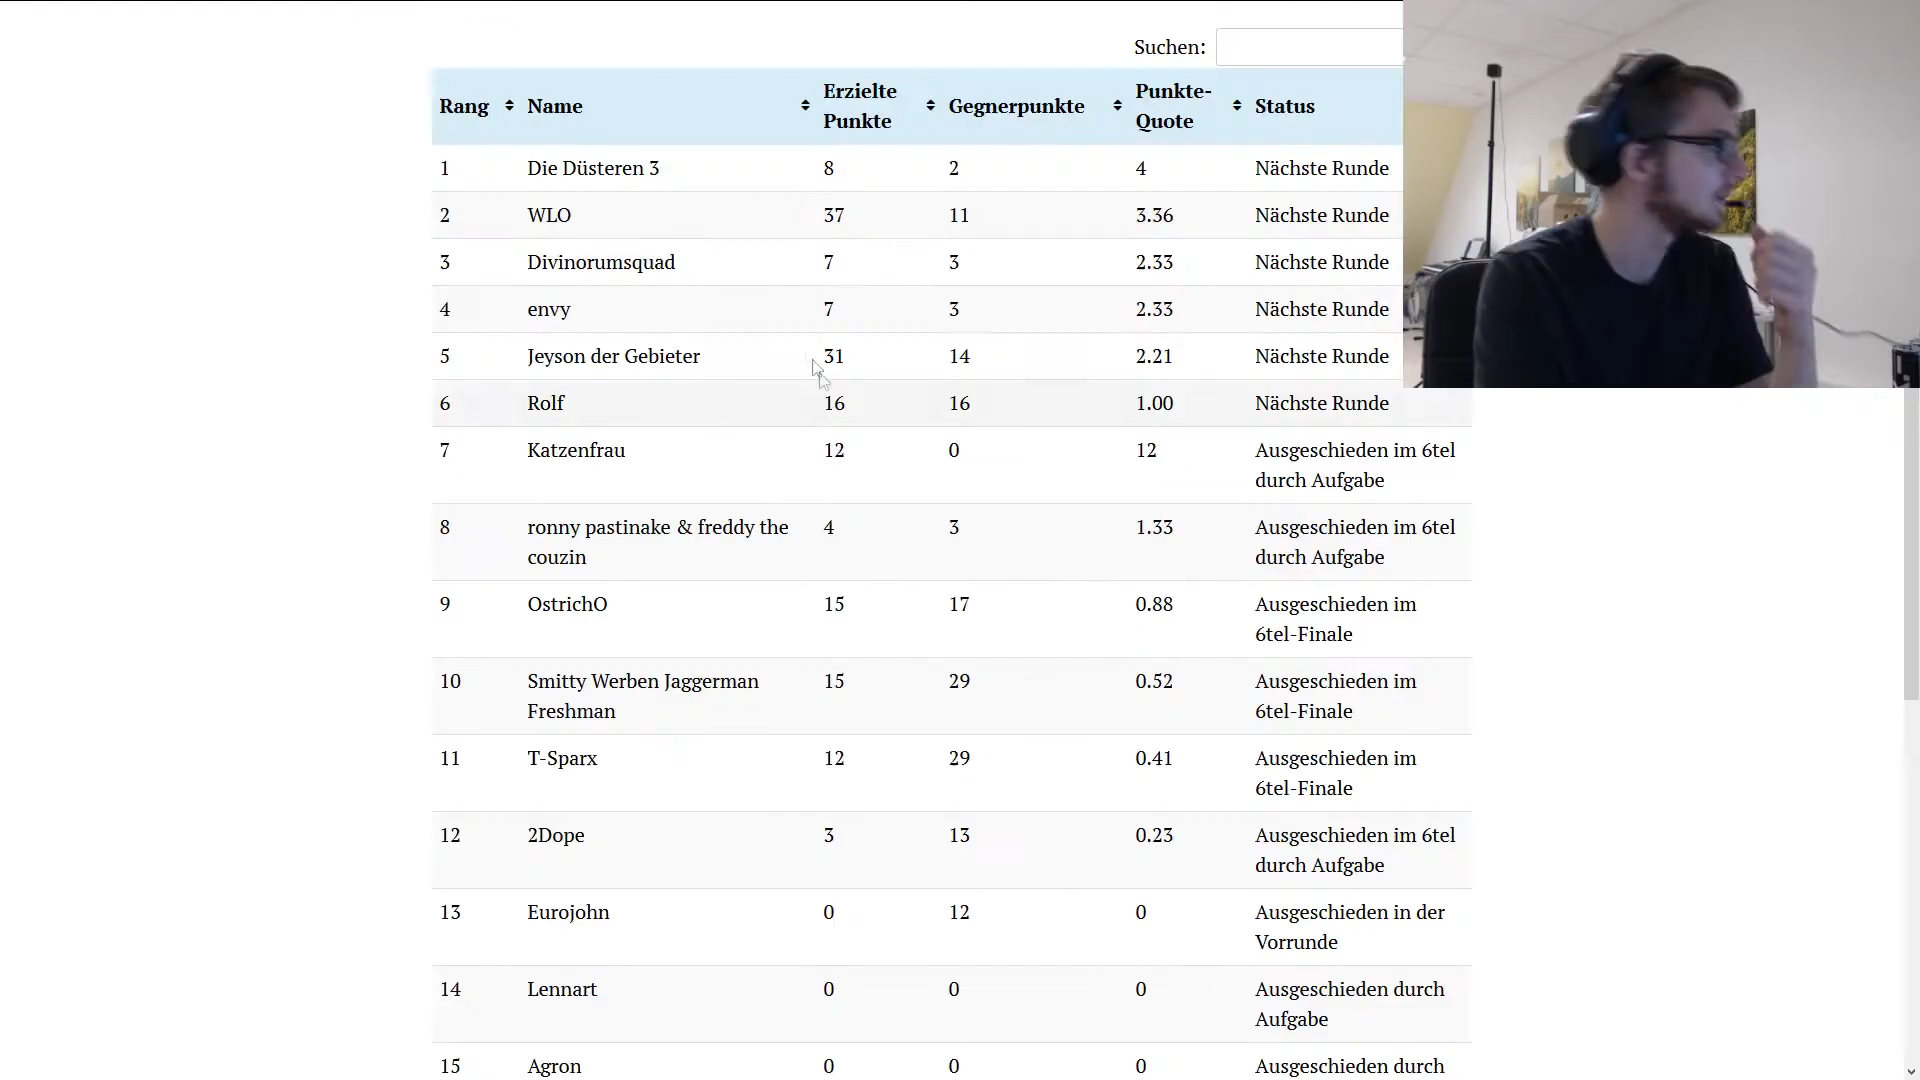 Suchen:
Rang Name Erzielte Punkte Gegnerpunkte Punkte-Quote Status
1 Die Düsteren 3 8 2 4 Nächste Runde
2 WLO 37 11 3.36 Nächste Runde
3 Divinorumsquad 7 3 2.33 Nächste Runde
4 envy 7 3 2.33 Nächste Runde
5 Jeyson der Gebieter 31 14 2.21 Nächste Runde
6 Rolf 16 16 1.00 Nächste Runde
7 Katzenfrau 12 0 12 Ausgeschieden im 6tel
durch Aufgabe
8 ronny pastinake & freddy the 4 3 1.33 Ausgeschieden im 6tel
couzin durch Aufgabe
9 OstrichO 15 17 0.88 Ausgeschieden im
6tel-Finale
10 Smitty Werben Jaggerman 15 29 0.52 Ausgeschieden im
Freshman 6tel-Finale
11 T-Sparx 12 29 0.41 Ausgeschieden im
6tel-Finale
12 2Dope 3 13 0.23 Ausgeschieden im 6tel
durch Aufgabe
13 Eurojohn 0 12 0 Ausgeschieden in der
Vorrunde
14 Lennart 0 0 0 Ausgeschieden durch
Aufgabe
15 Agron 0 0 0 Ausgeschieden durch